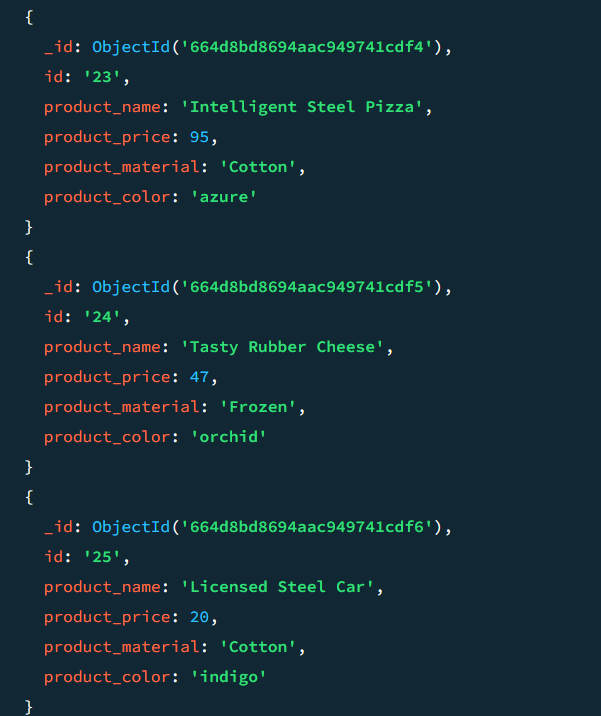 {
  _id: ObjectId('664d8bd8694aac949741cdf4'),
  id: '23',
  product_name: 'Intelligent Steel Pizza',
  product_price: 95,
  product_material: 'Cotton',
  product_color: 'azure'
}
{
  _id: ObjectId('664d8bd8694aac949741cdf5'),
  id: '24',
  product_name: 'Tasty Rubber Cheese',
  product_price: 47,
  product_material: 'Frozen',
  product_color: 'orchid'
}
{
  _id: ObjectId('664d8bd8694aac949741cdf6'),
  id: '25',
  product_name: 'Licensed Steel Car',
  product_price: 20,
  product_material: 'Cotton',
  product_color: 'indigo'
}